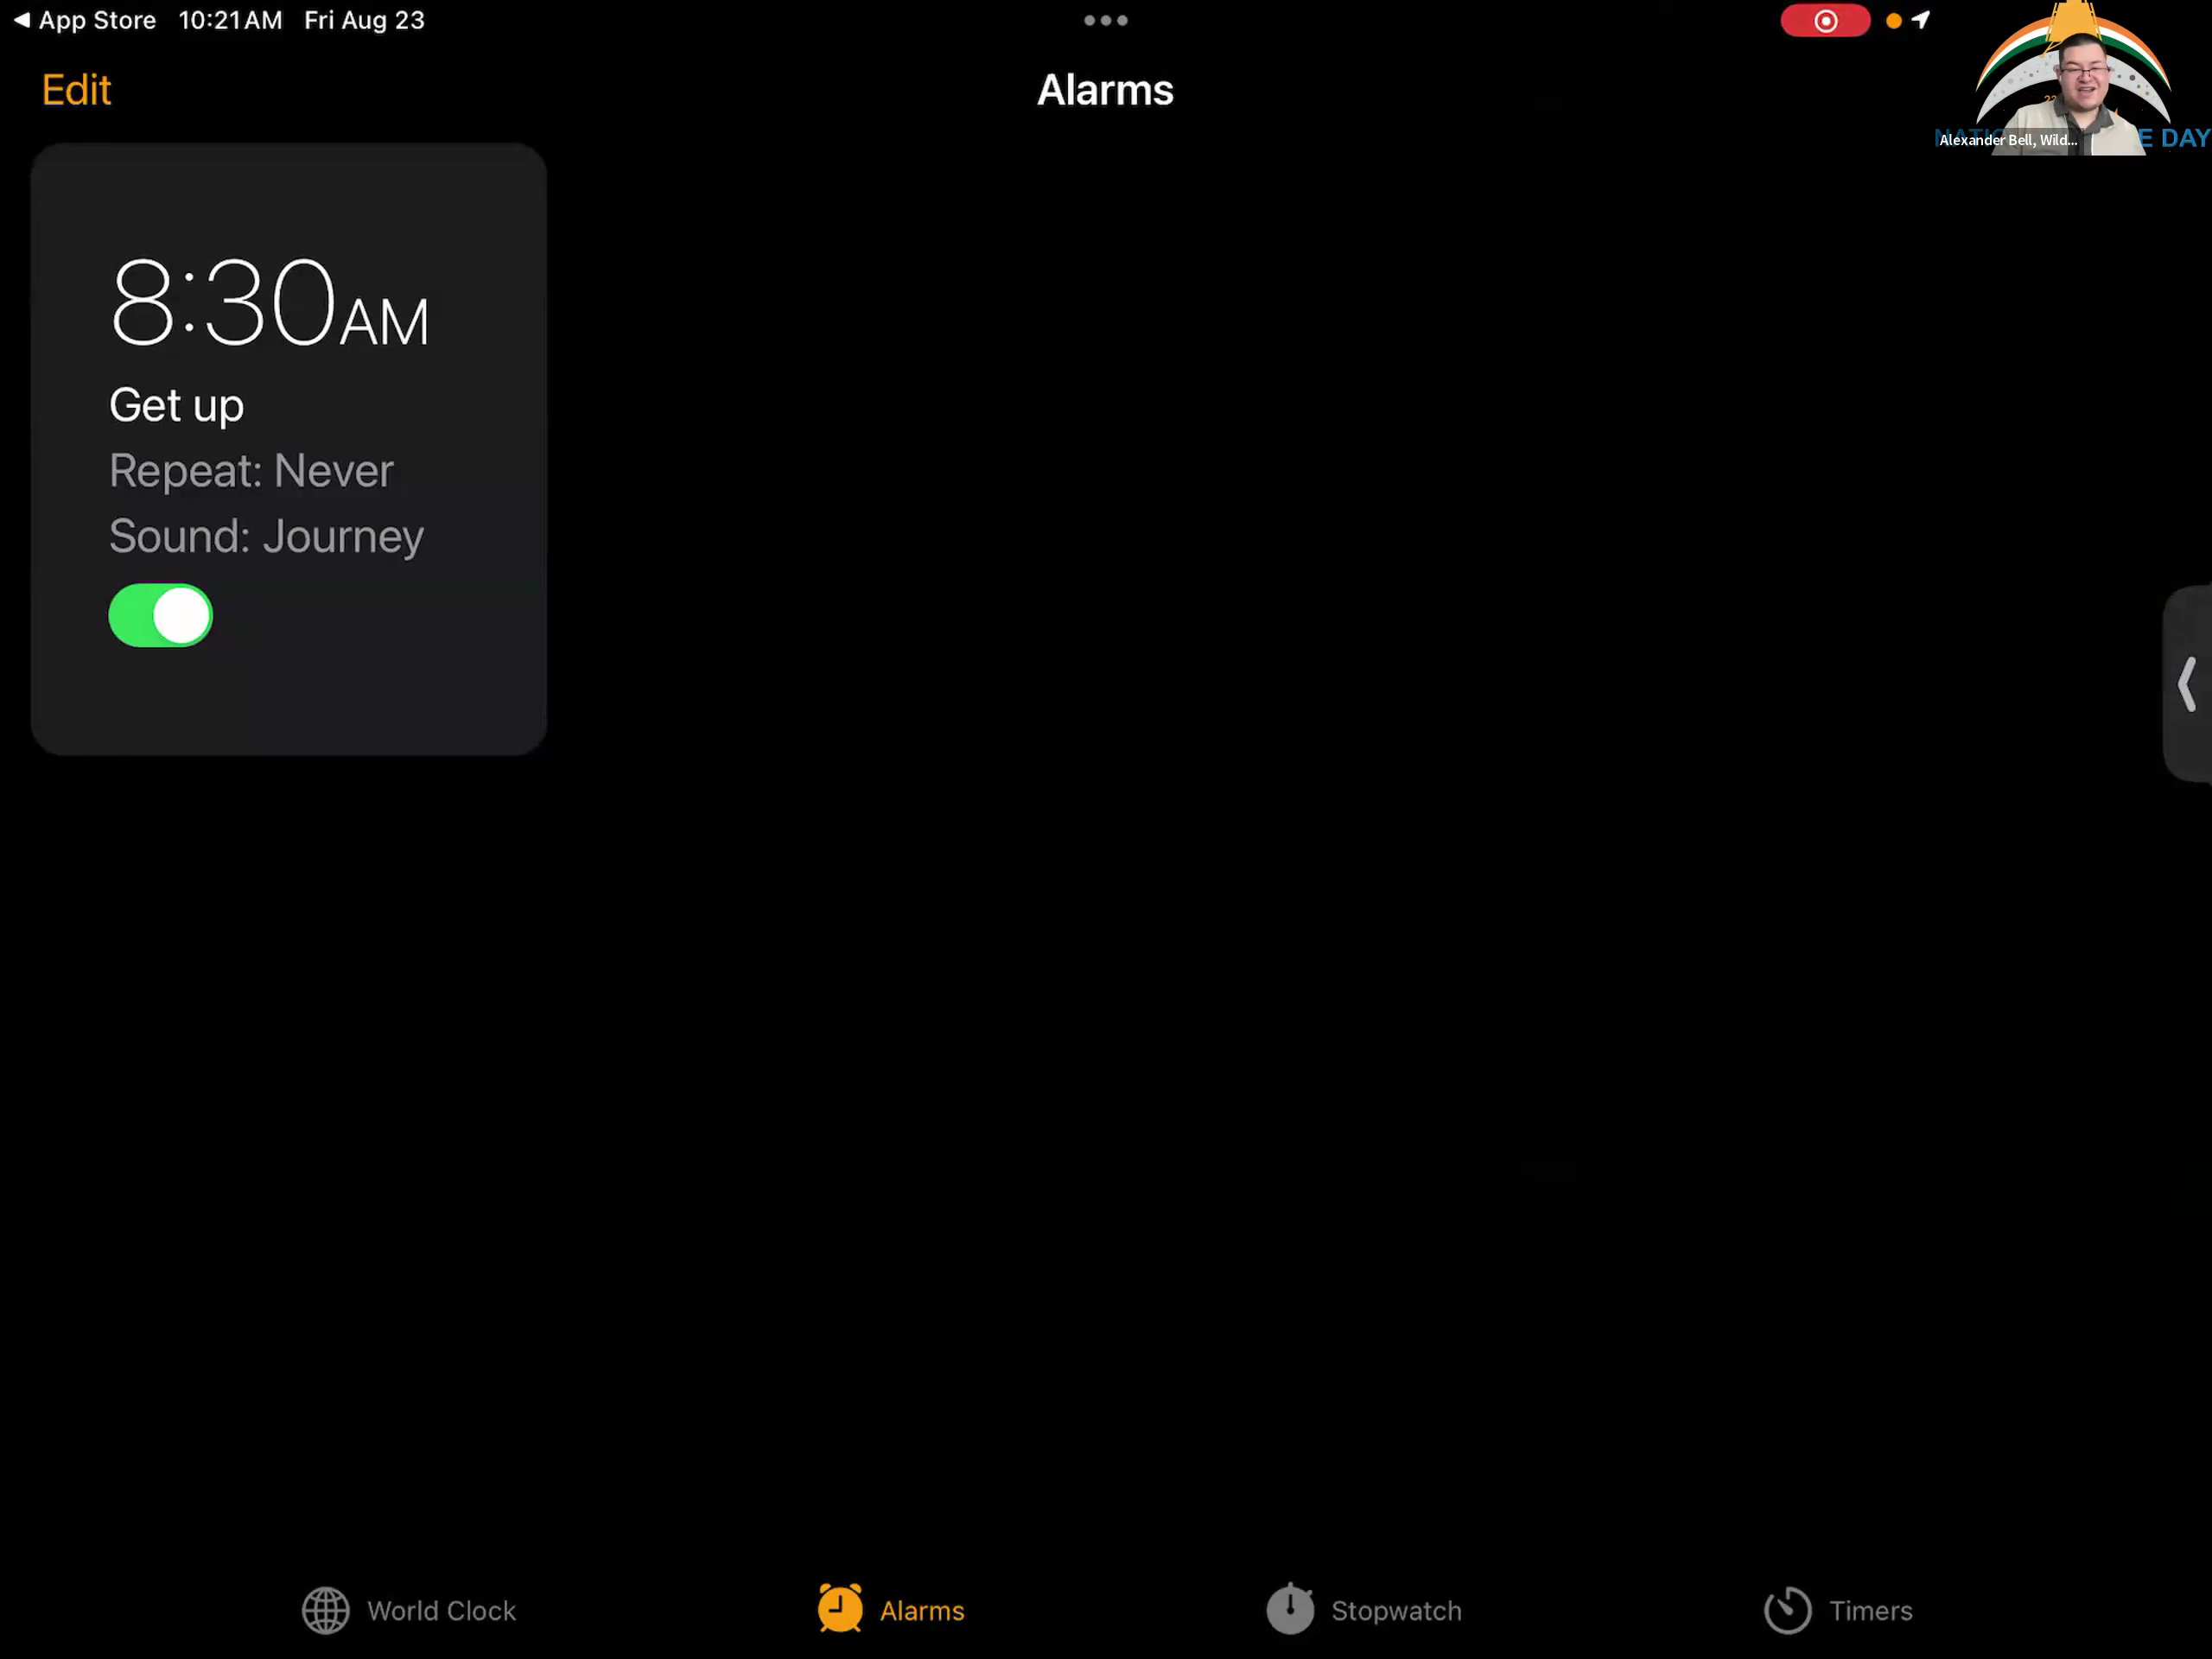 App Store 10:21 AM Fri Aug 23
Edit
Alarms
Alexander Bell, Wild...
E DAY
8:30AM
Get up
Repeat: Never
Sound: Journey
World Clock
Alarms
Stopwatch
Timers